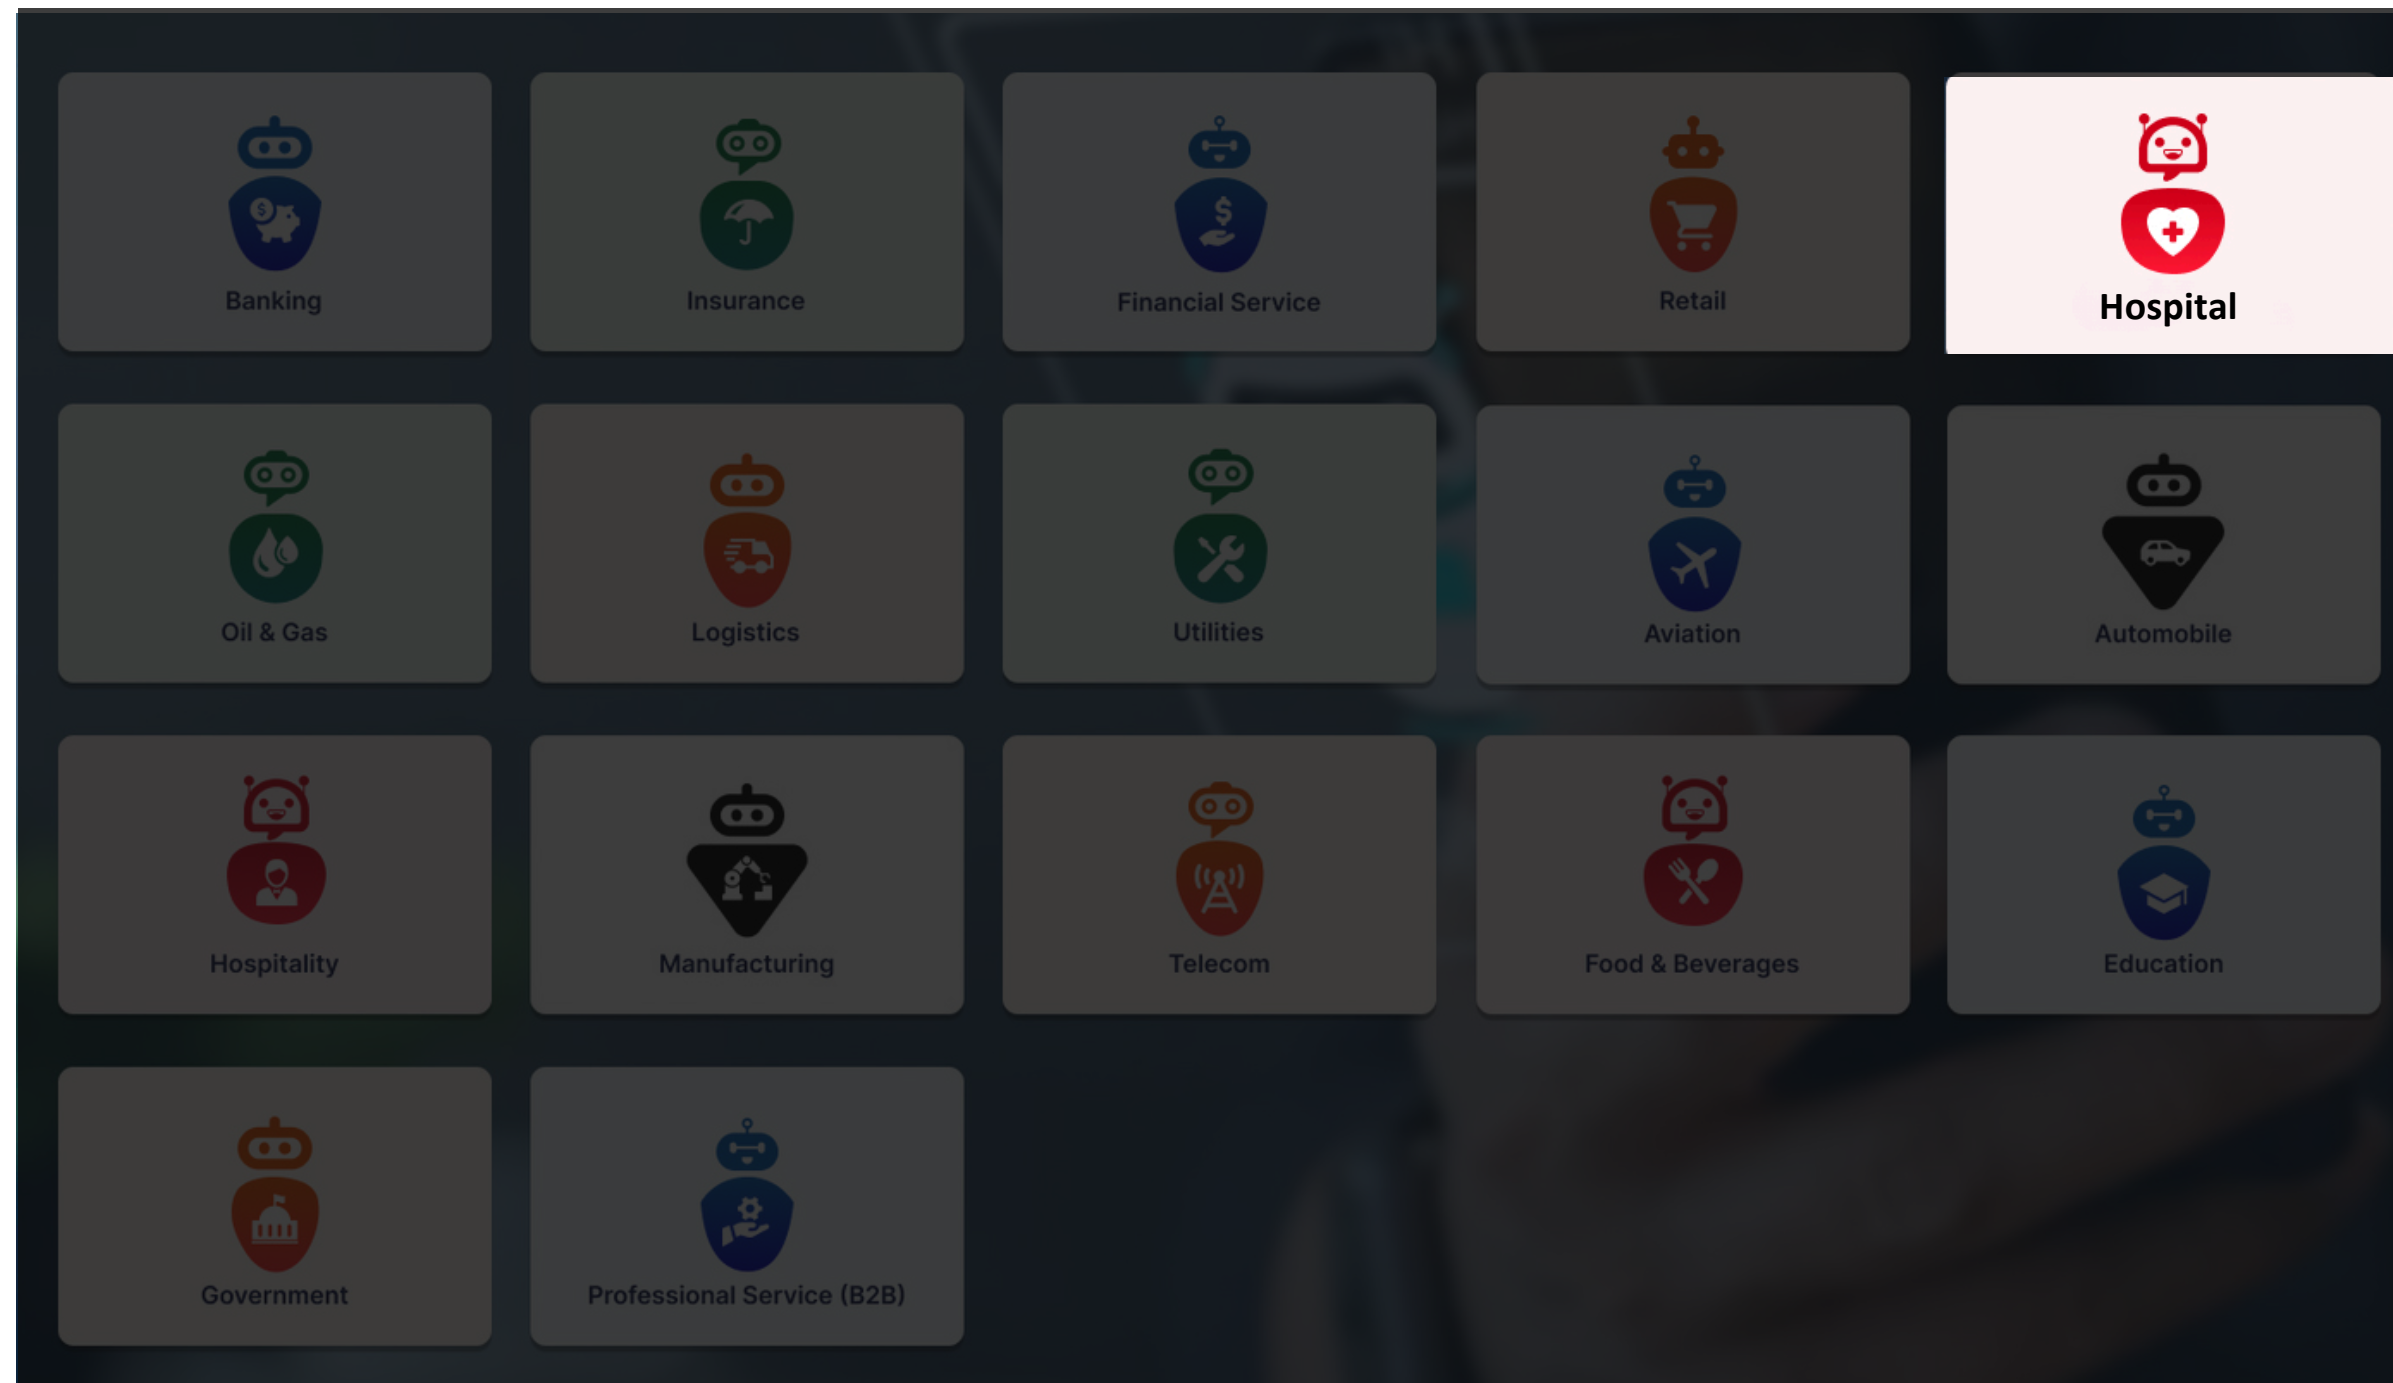 Banking
Insurance
Financial Service
Retail
Hospital
Oil & Gas
Logistics
Utilities
Aviation
Automobile
Hospitality
Manufacturing
Telecom
Food & Beverages
Education
Government
Professional Service (B2B)